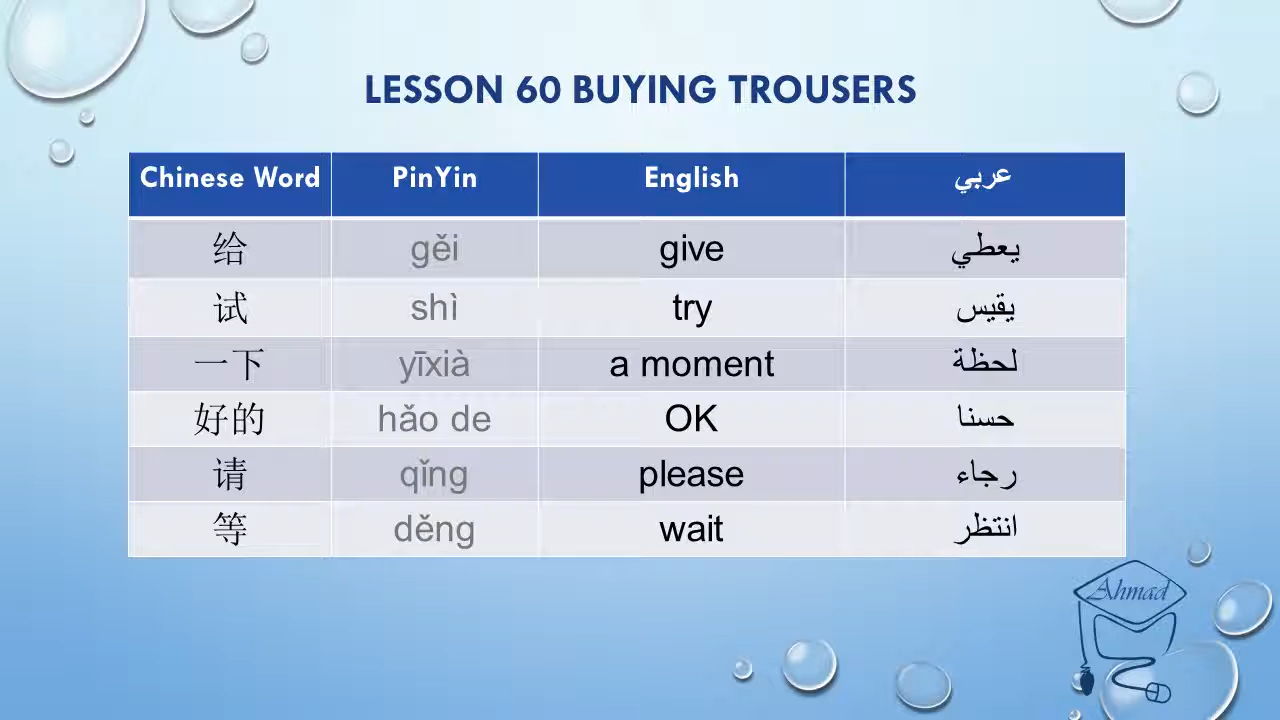 LESSON 60 BUYING TROUSERS
Chinese Word PinYin English عربي
给 gěi give يعطي
试 shì try يقيس
一下 yīxià a moment لحظة
好的 hǎo de OK حسنا
请 qǐng please رجاء
等 děng wait انتظر
Ahmad